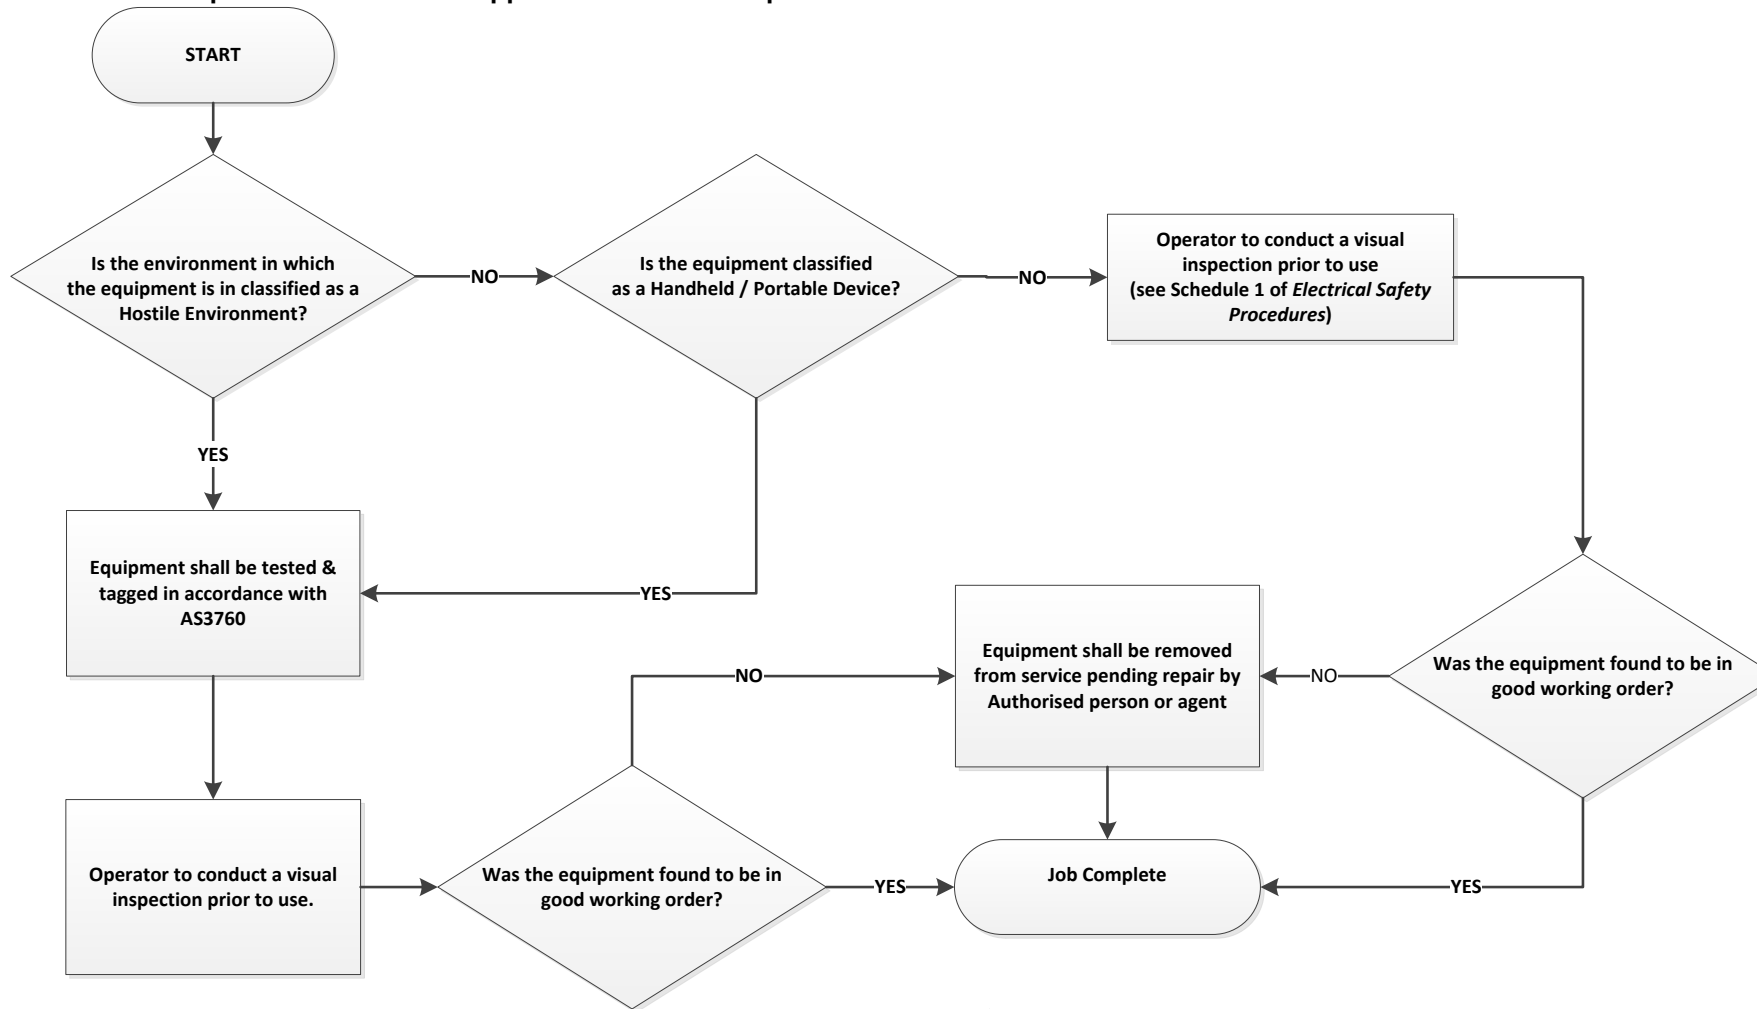 START
Is the environment in which
the equipment is in classified as a
Hostile Environment?
NO
Is the equipment classified
as a Handheld / Portable Device?
NO
Operator to conduct a visual
inspection prior to use
(see Schedule 1 of Electrical Safety
Procedures)
YES
Equipment shall be tested &
tagged in accordance with
AS3760
YES
Equipment shall be removed
from service pending repair by
Authorised person or agent
NO
NO
Was the equipment found to be in
good working order?
Operator to conduct a visual
inspection prior to use.
Was the equipment found to be in
good working order?
YES
Job Complete
YES